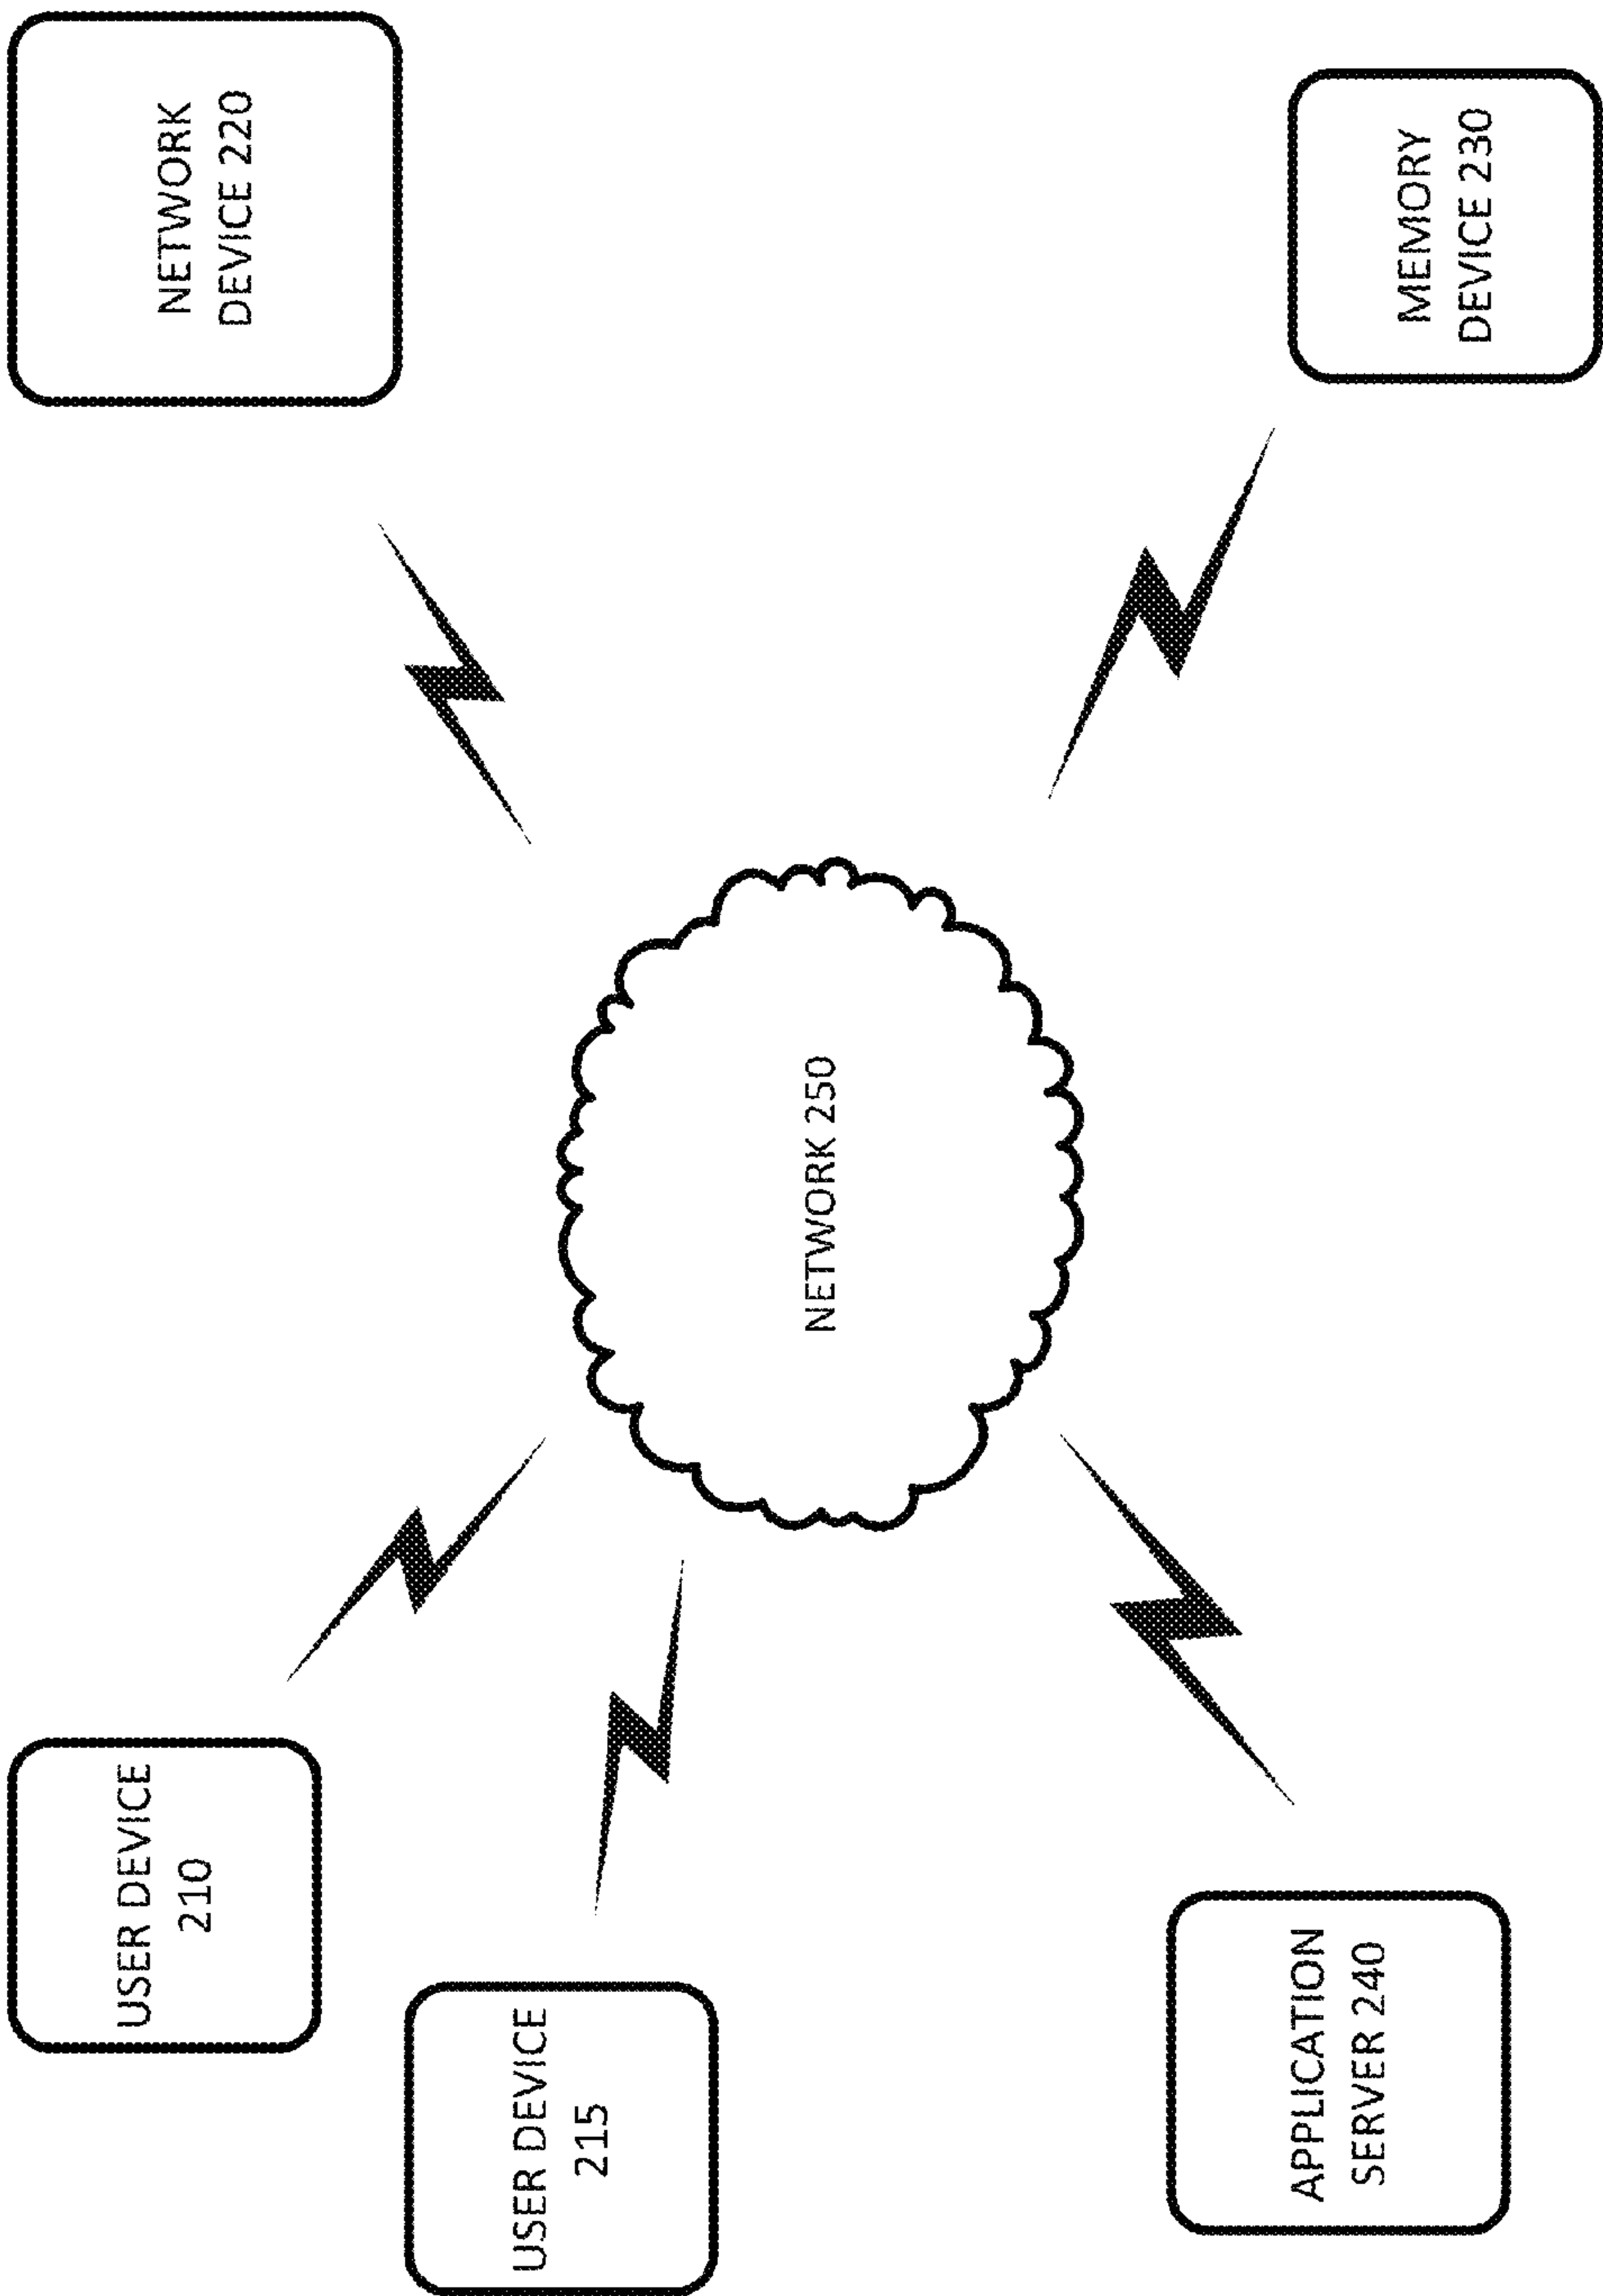 USER DEVICE
210
USER DEVICE
215
NETWORK
DEVICE 220
NETWORK 250
APPLICATION
SERVER 240
MEMORY
DEVICE 230